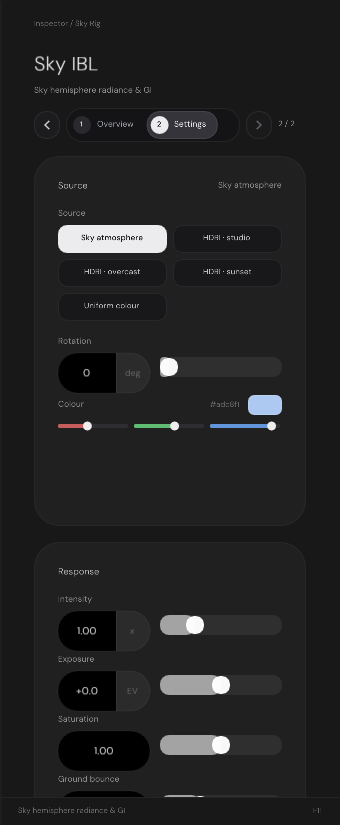 Inspector / Sky Rig
Sky IBL
Sky hemisphere radiance & GI
1 Overview 2 Settings 2 / 2
Source Sky atmosphere
Source
Sky atmosphere HDRI · studio
HDRI · overcast HDRI · sunset
Uniform colour
Rotation
0 deg
Colour
Response
Intensity
1.00 x
Exposure
+0.0 EV
Saturation
1.00
Ground bounce
Sky hemisphere radiance & GI